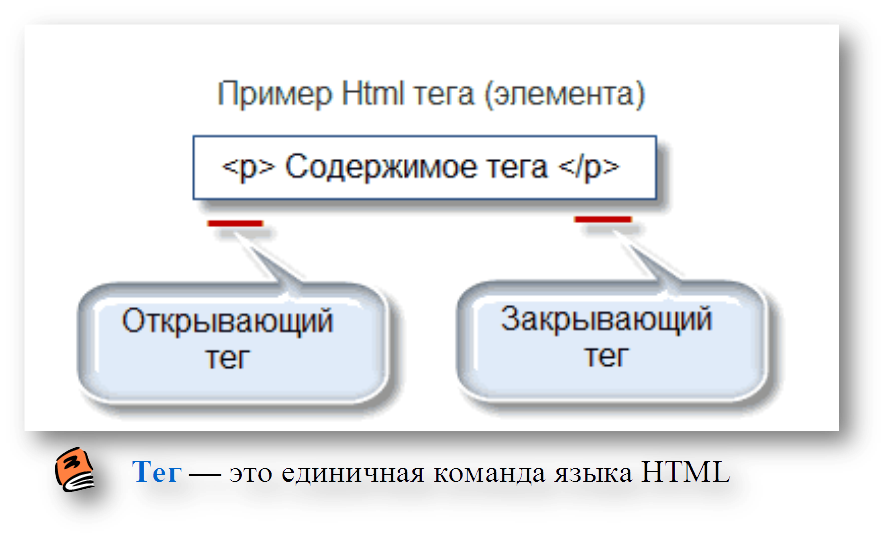 Пример Html тега (элемента)
<p> Содержимое тега </p>
Открывающий
тег
Закрывающий
тег
Тег — это единичная команда языка HTML